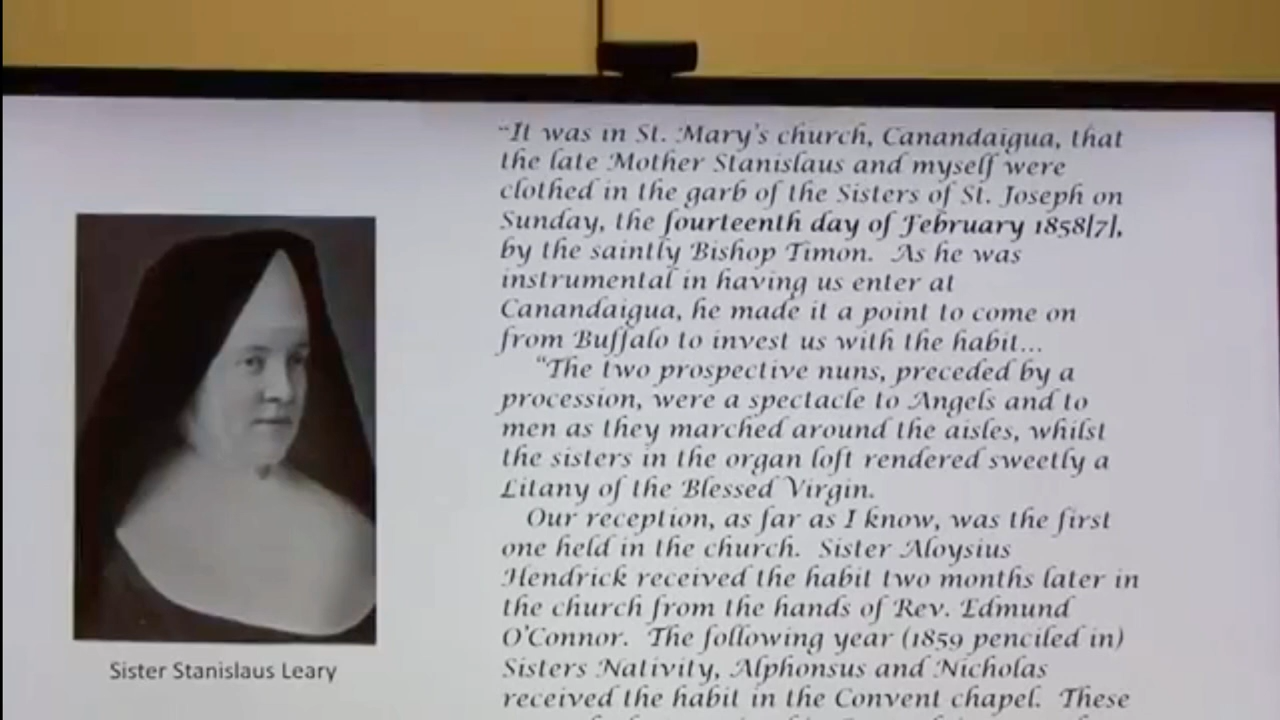 “It was in St. Mary's church, Canandaigua, that
the late Mother Stanislaus and myself were
clothed in the garb of the Sisters of St. Joseph on
Sunday, the fourteenth day of February 1858[7],
by the saintly Bishop Timon.  As he was
instrumental in having us enter at
Canandaigua, he made it a point to come on
from Buffalo to invest us with the habit...
“The two prospective nuns, preceded by a
procession, were a spectacle to Angels and to
men as they marched around the aisles, whilst
the sisters in the organ loft rendered sweetly a
Litany of the Blessed Virgin.
Our reception, as far as I know, was the first
one held in the church.  Sister Aloysius
Hendrick received the habit two months later in
the church from the hands of Rev. Edmund
O'Connor.  The following year (1859 penciled in)
Sisters Nativity, Alphonsus and Nicholas
received the habit in the Convent chapel.  These
Sister Stanislaus Leary